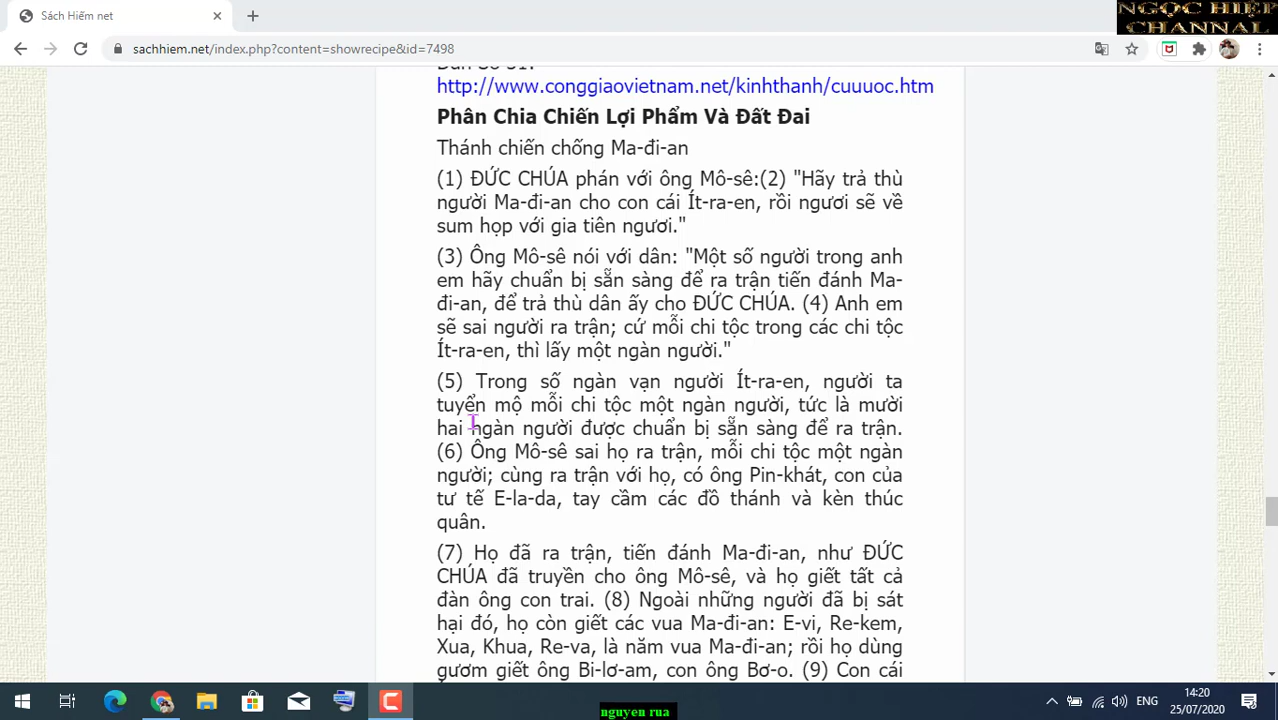 Sách Hiếm net
NGỌC HIỆP
CHANNAL
sachhiem.net/index.php?content=showrecipe&id=7498
http://www.conggiaovietnam.net/kinhthanh/cuuuoc.htm
Phân Chia Chiến Lợi Phẩm Và Đất Đai
Thánh chiến chống Ma-đi-an
(1) ĐỨC CHÚA phán với ông Mô-sê:(2) "Hãy trả thù
người Ma-đi-an cho con cái Ít-ra-en, rồi ngươi sẽ về
sum họp với gia tiên ngươi."
(3) Ông Mô-sê nói với dân: "Một số người trong anh
em hãy chuẩn bị sẵn sàng để ra trận tiến đánh Ma-
đi-an, để trả thù dân ấy cho ĐỨC CHÚA. (4) Anh em
sẽ sai người ra trận; cứ mỗi chi tộc trong các chi tộc
Ít-ra-en, thì lấy một ngàn người."
(5) Trong số ngàn vạn người Ít-ra-en, người ta
tuyển mộ mỗi chi tộc một ngàn người, tức là mười
hai ngàn người được chuẩn bị sẵn sàng để ra trận.
(6) Ông Mô-sê sai họ ra trận, mỗi chi tộc một ngàn
người; cùng ra trận với họ, có ông Pin-khát, con của
tư tế E-la-da, tay cầm các đồ thánh và kèn thúc
quân.
(7) Họ đã ra trận, tiến đánh Ma-đi-an, như ĐỨC
CHÚA đã truyền cho ông Mô-sê, và họ giết tất cả
đàn ông con trai. (8) Ngoài những người đã bị sát
hại đó, họ còn giết các vua Ma-đi-an: E-vi, Re-kem,
Xua, Khua, Re-va, là năm vua Ma-đi-an; rồi họ dùng
gươm giết ông Bi-lơ-am, con ông Bơ-o. (9) Con cái
ENG
14:20
25/07/2020
nguyen rua